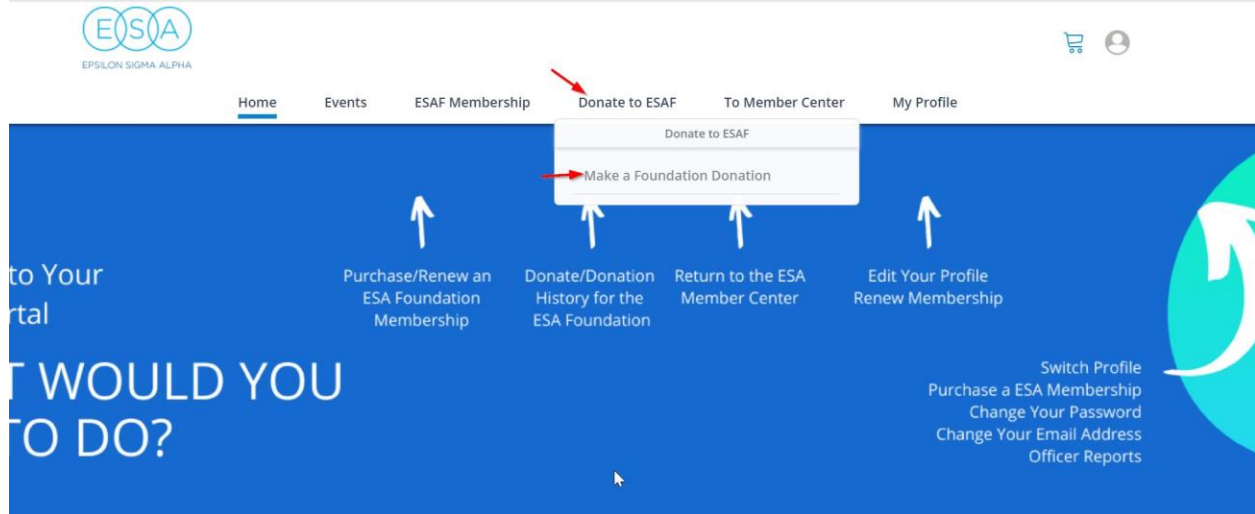 ESA
EPSILON SIGMA ALPHA
Home Events ESAF Membership Donate to ESAF To Member Center My Profile
Donate to ESAF
Make a Foundation Donation
to Your
rtal
Purchase/Renew an
ESA Foundation
Membership
Donate/Donation
History for the
ESA Foundation
Return to the ESA
Member Center
Edit Your Profile
Renew Membership
T WOULD YOU
TO DO?
Switch Profile
Purchase a ESA Membership
Change Your Password
Change Your Email Address
Officer Reports